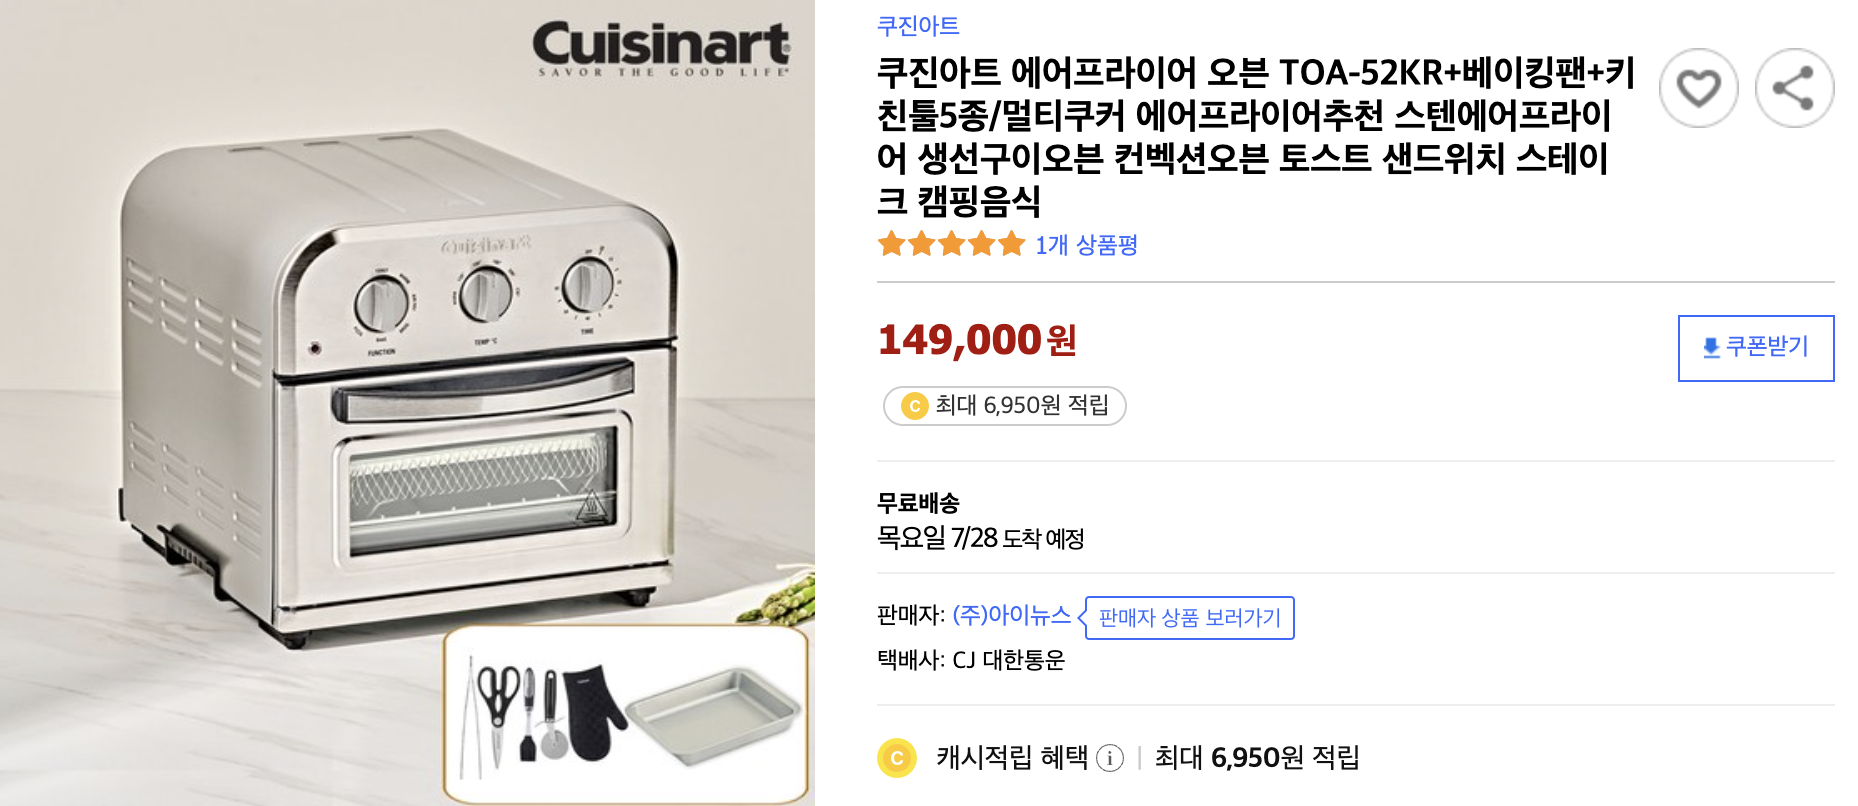 Cuisinart
SAVOR THE GOOD LIFE
Cuisinart
FUNCTION
TEMP °C
TIME
쿠진아트
쿠진아트 에어프라이어 오븐 TOA-52KR+베이킹팬+키
친툴5종/멀티쿠커 에어프라이어추천 스텐에어프라이
어 생선구이오븐 컨벡션오븐 토스트 샌드위치 스테이
크 캠핑음식
1개 상품평
149,000원
쿠폰받기
C 최대 6,950원 적립
무료배송
목요일 7/28 도착 예정
판매자: (주)아이뉴스 판매자 상품 보러가기
택배사: CJ 대한통운
C 캐시적립 혜택 i | 최대 6,950원 적립